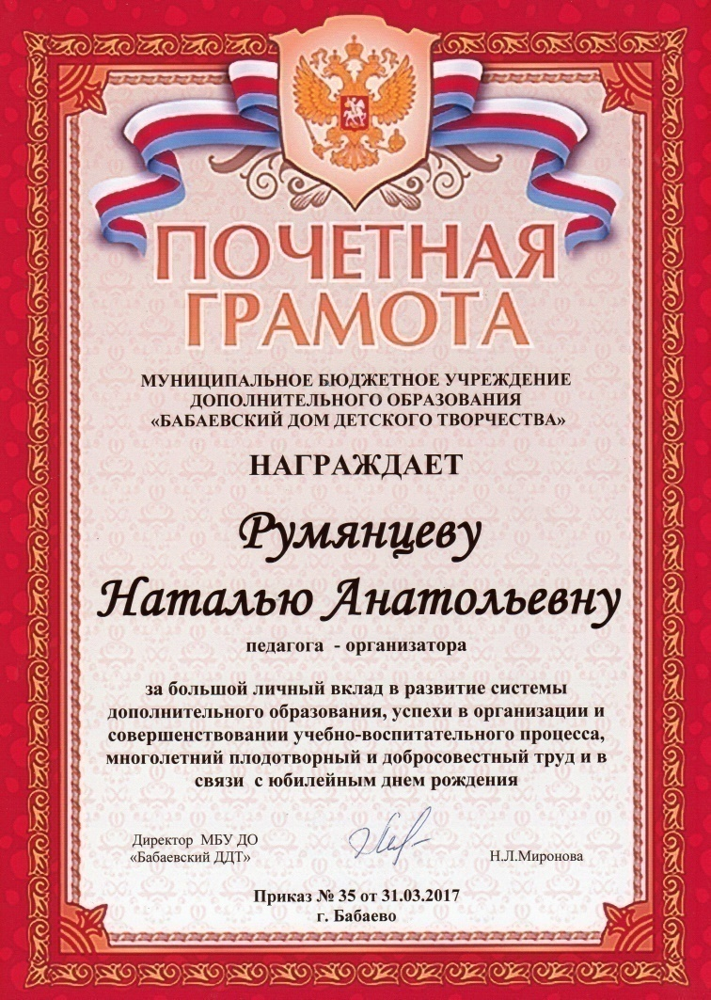 ПОЧЕТНАЯ
ГРАМОТА
МУНИЦИПАЛЬНОЕ БЮДЖЕТНОЕ УЧРЕЖДЕНИЕ
ДОПОЛНИТЕЛЬНОГО ОБРАЗОВАНИЯ
«БАБАЕВСКИЙ ДОМ ДЕТСКОГО ТВОРЧЕСТВА»
НАГРАЖДАЕТ
Румянцеву
Наталью Анатольевну
педагога - организатора
за большой личный вклад в развитие системы
дополнительного образования, успехи в организации и
совершенствовании учебно-воспитательного процесса,
многолетний плодотворный и добросовестный труд и в
связи с юбилейным днем рождения
Директор МБУ ДО
«Бабаевский ДДТ» Н.Л.Миронова
Приказ № 35 от 31.03.2017
г. Бабаево